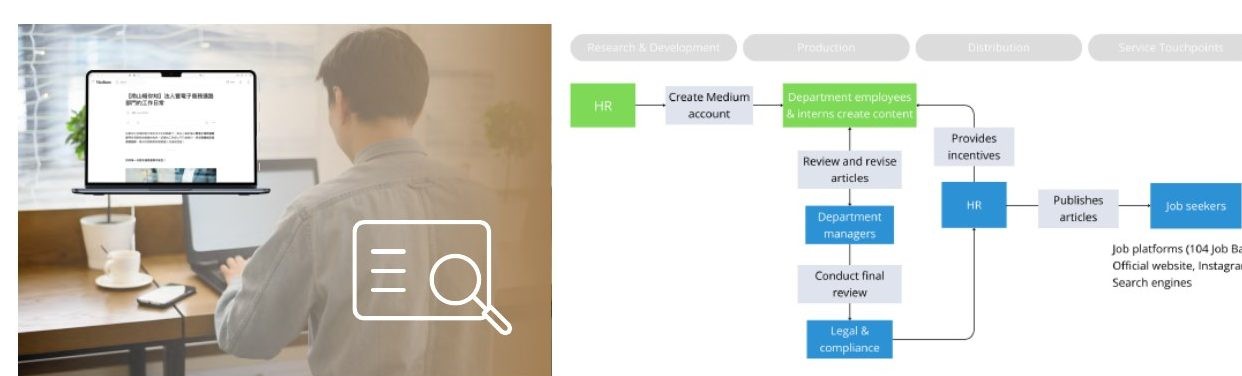 Research & Development
Production
Distribution
Service Touchpoints
HR
Create Medium
account
Department employees
& interns create content
Provides
incentives
Review and revise
articles
HR
Publishes
articles
Job seekers
Department
managers
Job platforms (104 Job Ba
Official website, Instagra
Search engines
Conduct final
review
Legal &
compliance